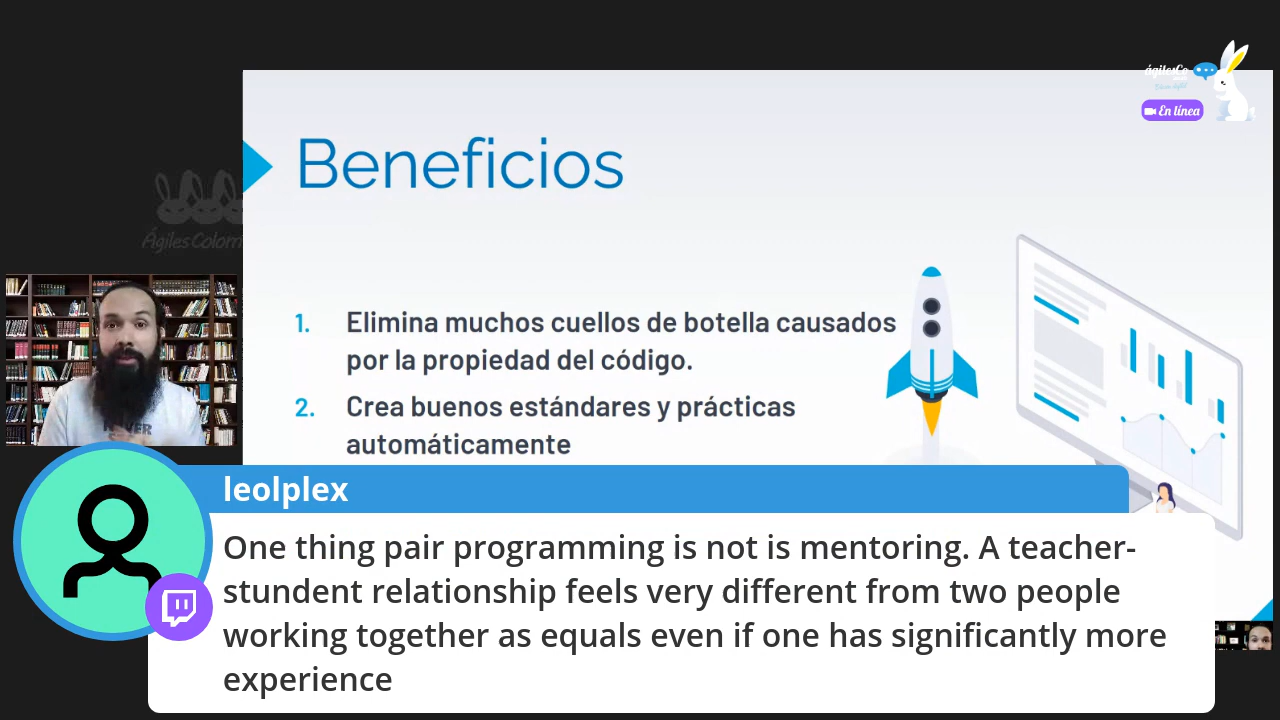 ágilesCo
En línea
Beneficios
ÁgilesColom
1. Elimina muchos cuellos de botella causados
por la propiedad del código.
2. Crea buenos estándares y prácticas
automáticamente
leolplex
One thing pair programming is not is mentoring. A teacher-
stundent relationship feels very different from two people
working together as equals even if one has significantly more
experience